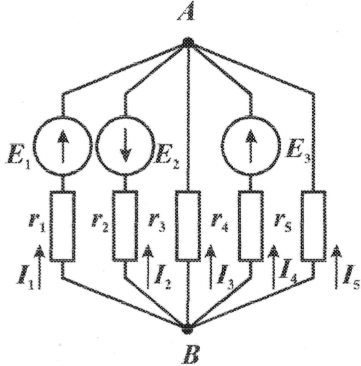 A
E₁ E₂ E₃
r₁ r₂ r₃ r₄ r₅
I₁ I₂ I₃ I₄ I₅
B